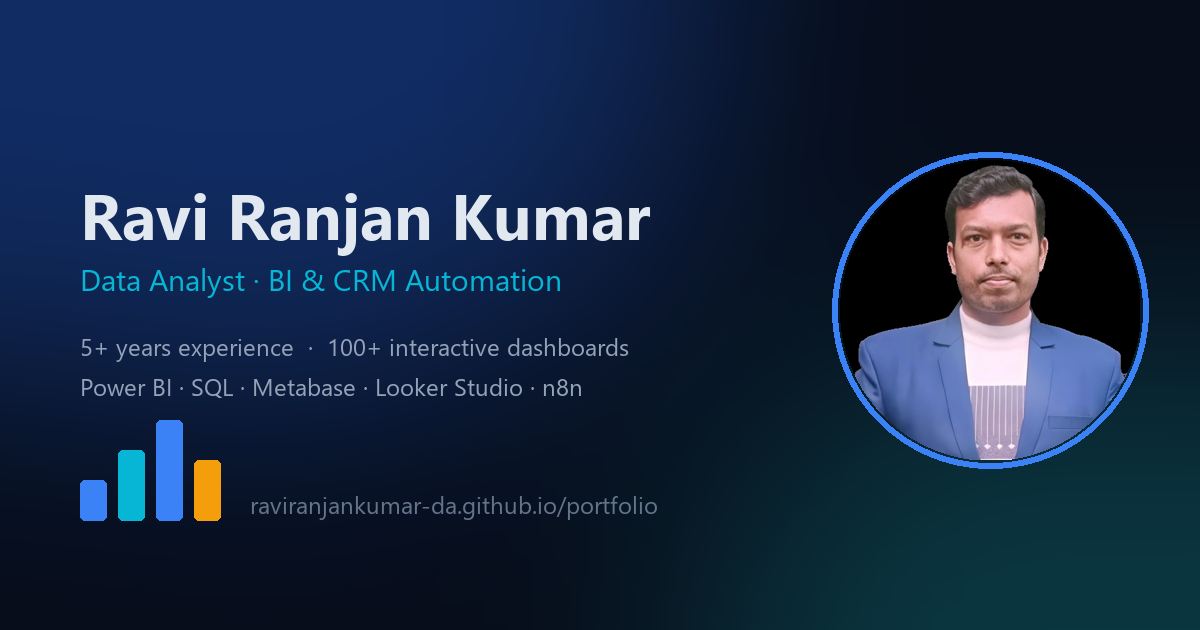 Ravi Ranjan Kumar
Data Analyst · BI & CRM Automation
5+ years experience · 100+ interactive dashboards
Power BI · SQL · Metabase · Looker Studio · n8n
raviranjankumar-da.github.io/portfolio